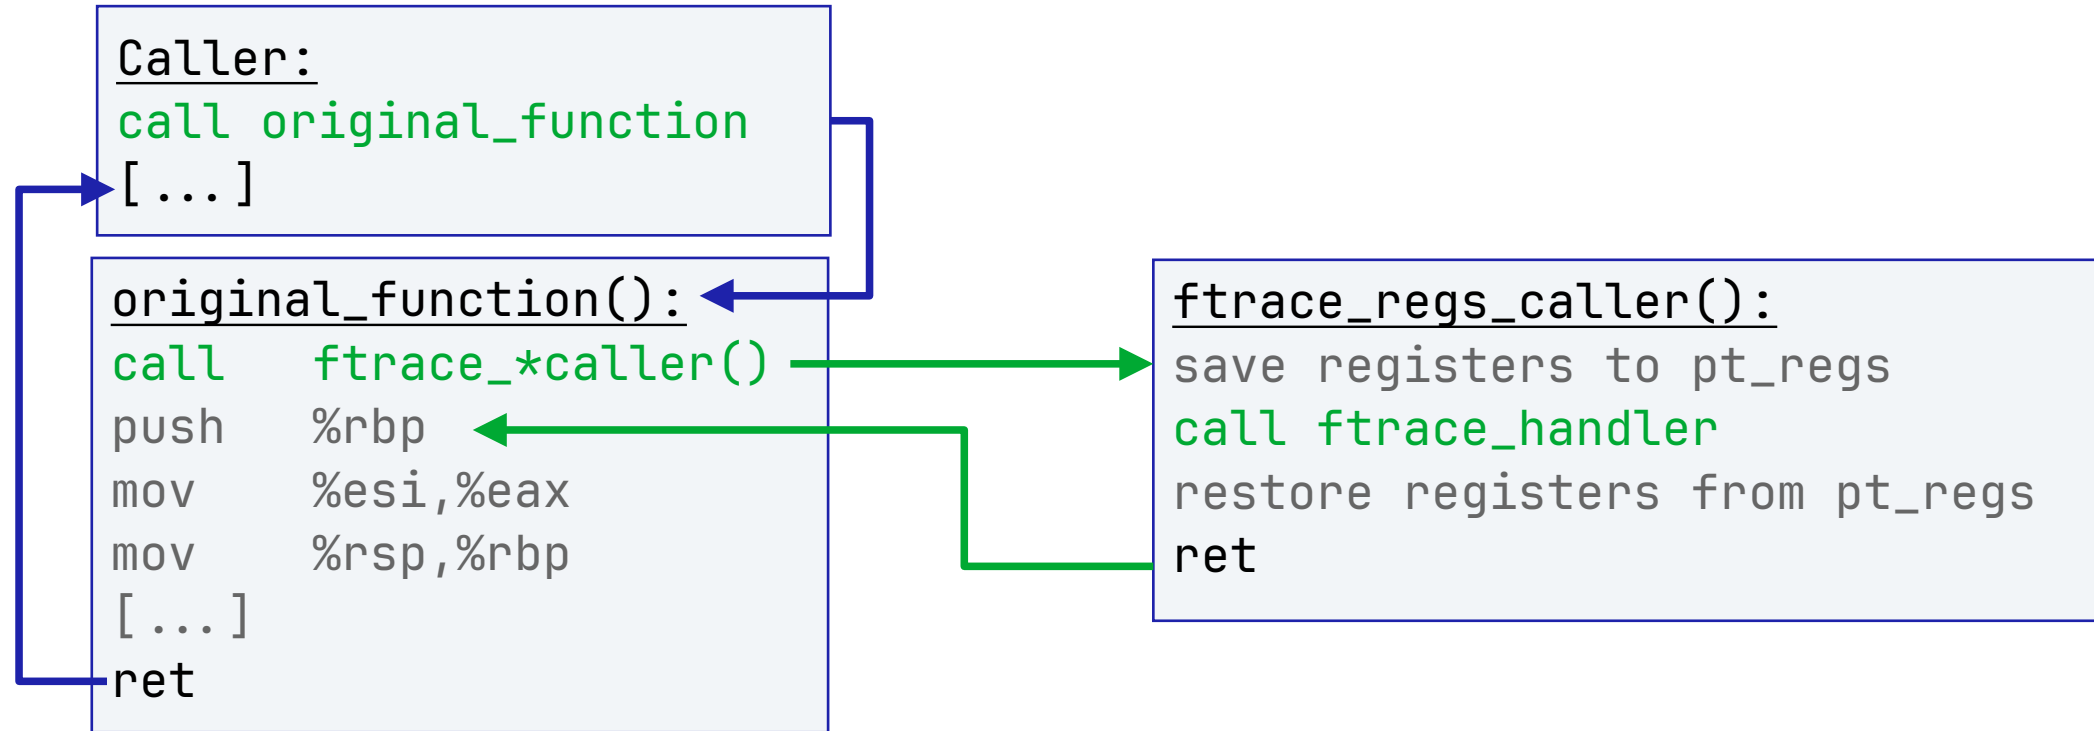 Caller:
call original_function
[...]
original_function():
call ftrace_*caller()
push %rbp
mov %esi,%eax
mov %rsp,%rbp
[...]
ret
ftrace_regs_caller():
save registers to pt_regs
call ftrace_handler
restore registers from pt_regs
ret